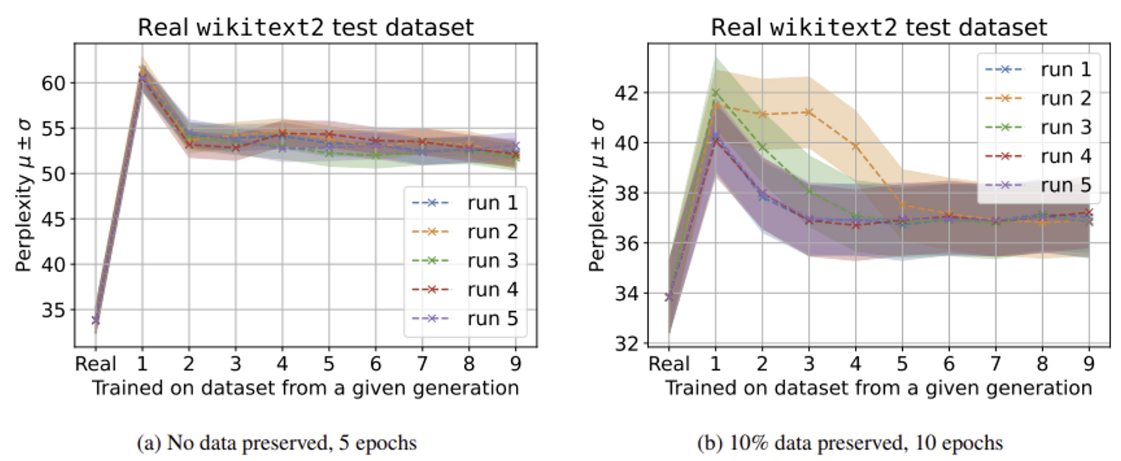 Real wikitext2 test dataset
Perplexity μ ± σ
60
55
50
45
40
35
run 1
run 2
run 3
run 4
run 5
Real 1 2 3 4 5 6 7 8 9
Trained on dataset from a given generation
(a) No data preserved, 5 epochs
Real wikitext2 test dataset
Perplexity μ ± σ
42
40
38
36
34
32
run 1
run 2
run 3
run 4
run 5
Real 1 2 3 4 5 6 7 8 9
Trained on dataset from a given generation
(b) 10% data preserved, 10 epochs